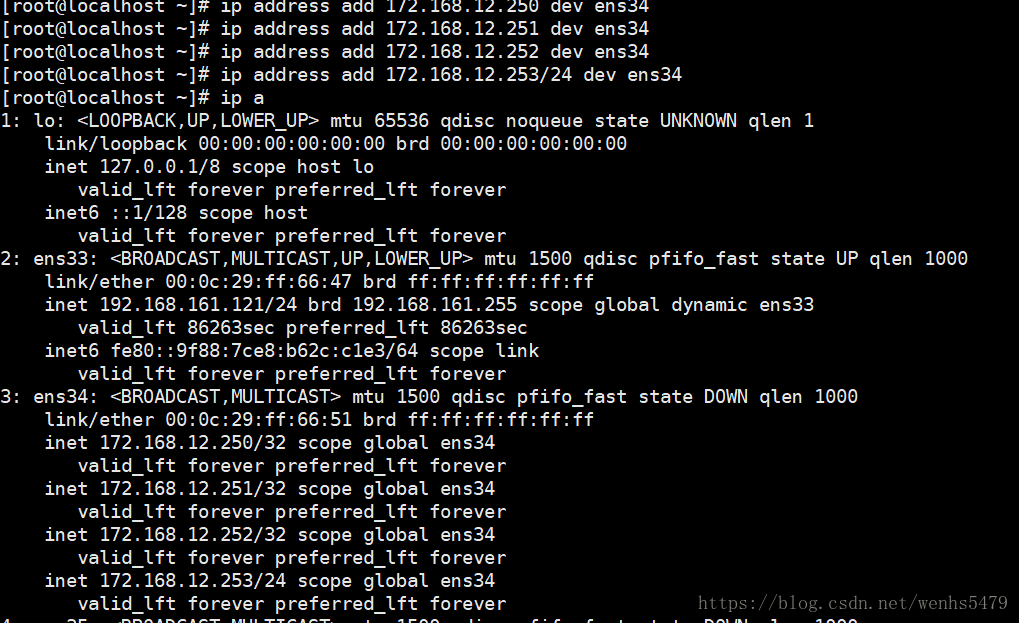 [root@localhost ~]# ip address add 172.168.12.250 dev ens34
[root@localhost ~]# ip address add 172.168.12.251 dev ens34
[root@localhost ~]# ip address add 172.168.12.252 dev ens34
[root@localhost ~]# ip address add 172.168.12.253/24 dev ens34
[root@localhost ~]# ip a
1: lo: <LOOPBACK,UP,LOWER_UP> mtu 65536 qdisc noqueue state UNKNOWN qlen 1
    link/loopback 00:00:00:00:00:00 brd 00:00:00:00:00:00
    inet 127.0.0.1/8 scope host lo
       valid_lft forever preferred_lft forever
    inet6 ::1/128 scope host
       valid_lft forever preferred_lft forever
2: ens33: <BROADCAST,MULTICAST,UP,LOWER_UP> mtu 1500 qdisc pfifo_fast state UP qlen 1000
    link/ether 00:0c:29:ff:66:47 brd ff:ff:ff:ff:ff:ff
    inet 192.168.161.121/24 brd 192.168.161.255 scope global dynamic ens33
       valid_lft 86263sec preferred_lft 86263sec
    inet6 fe80::9f88:7ce8:b62c:c1e3/64 scope link
       valid_lft forever preferred_lft forever
3: ens34: <BROADCAST,MULTICAST> mtu 1500 qdisc pfifo_fast state DOWN qlen 1000
    link/ether 00:0c:29:ff:66:51 brd ff:ff:ff:ff:ff:ff
    inet 172.168.12.250/32 scope global ens34
       valid_lft forever preferred_lft forever
    inet 172.168.12.251/32 scope global ens34
       valid_lft forever preferred_lft forever
    inet 172.168.12.252/32 scope global ens34
       valid_lft forever preferred_lft forever
    inet 172.168.12.253/24 scope global ens34
       valid_lft forever preferred_lft forever
https://blog.csdn.net/wenhs5479
<BROADCAST,MULTICAST> mtu 1500 qdisc pfifo_fast state DOWN qlen 1000